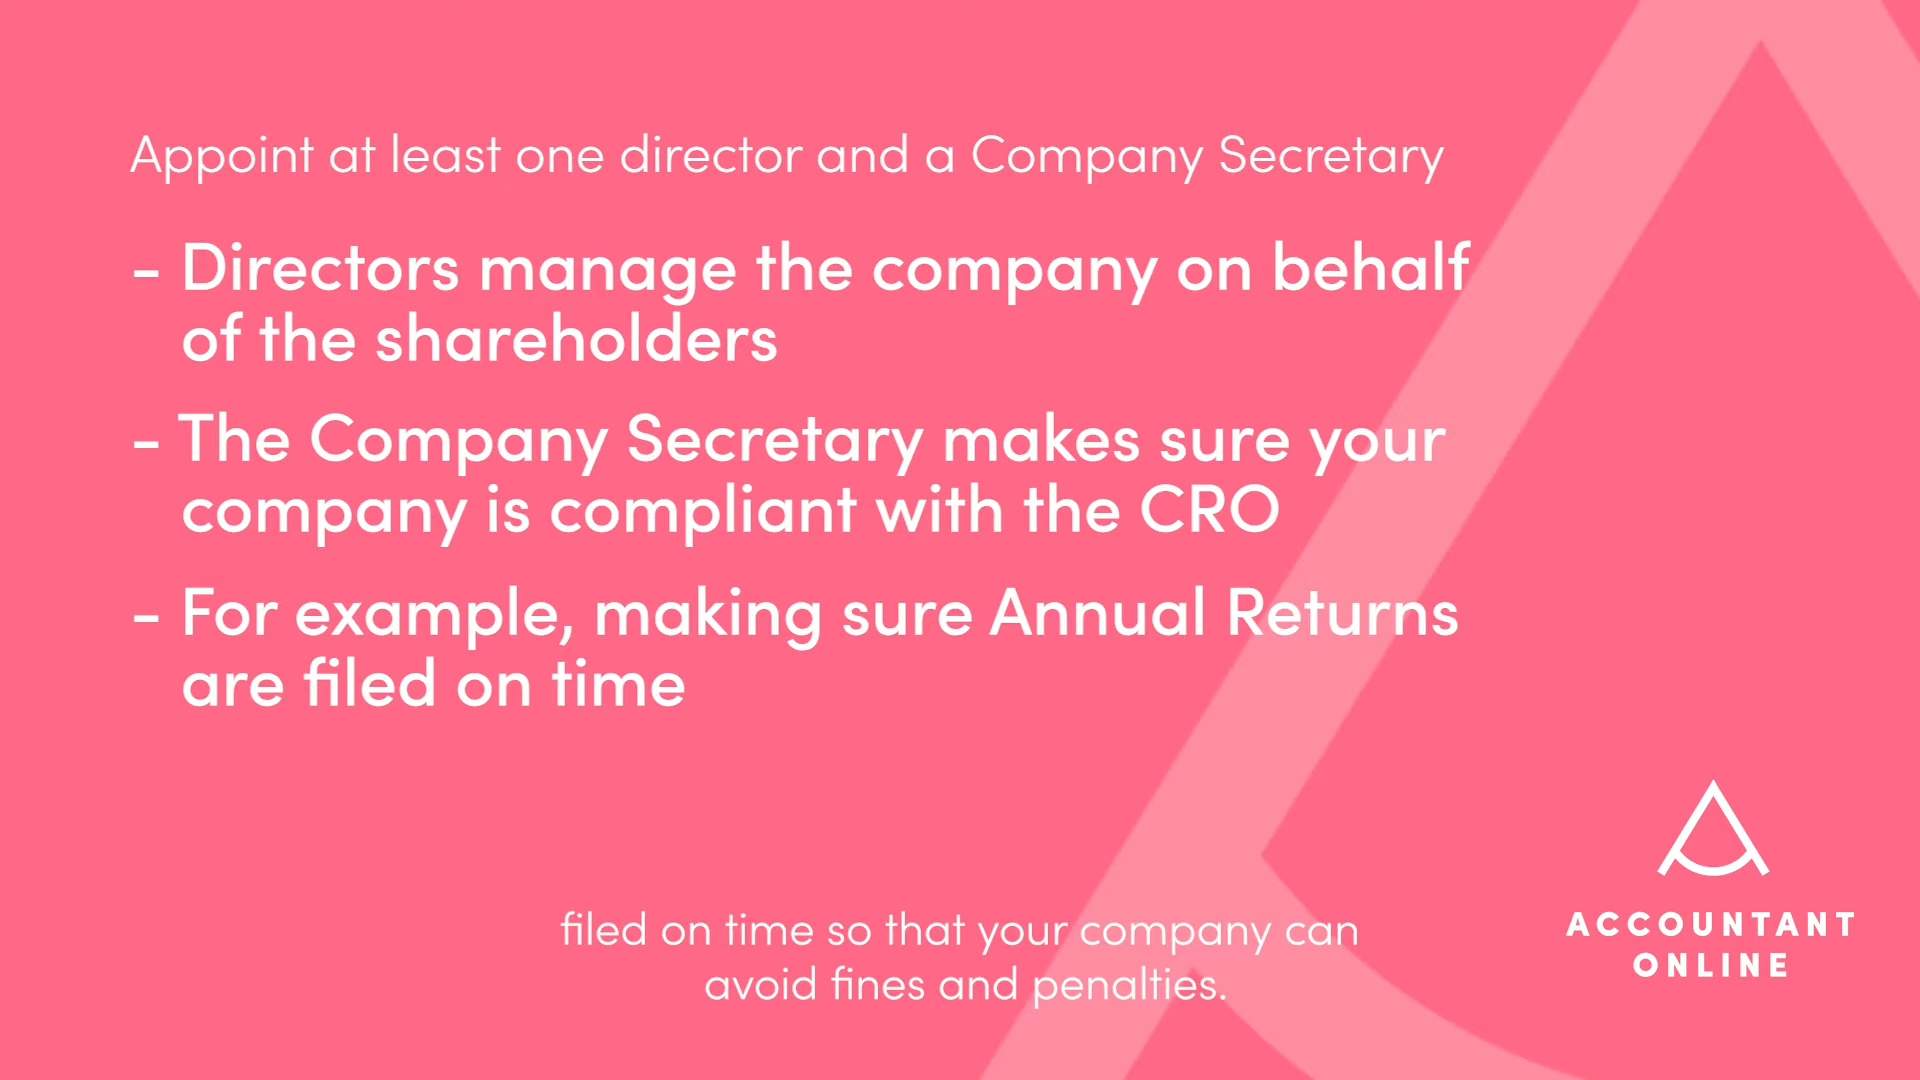 Appoint at least one director and a Company Secretary
- Directors manage the company on behalf
of the shareholders
- The Company Secretary makes sure your
company is compliant with the CRO
- For example, making sure Annual Returns
are filed on time
filed on time so that your company can
avoid fines and penalties.
ACCOUNTANT
ONLINE